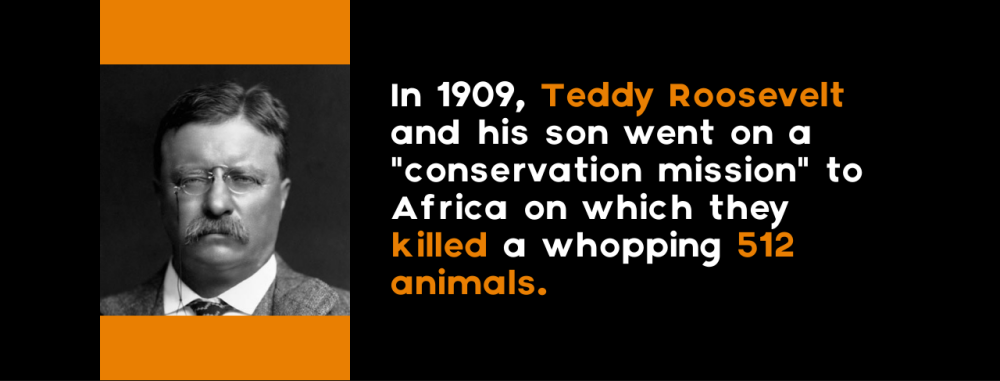 In 1909, Teddy Roosevelt
and his son went on a
"conservation mission" to
Africa on which they
killed a whopping 512
animals.